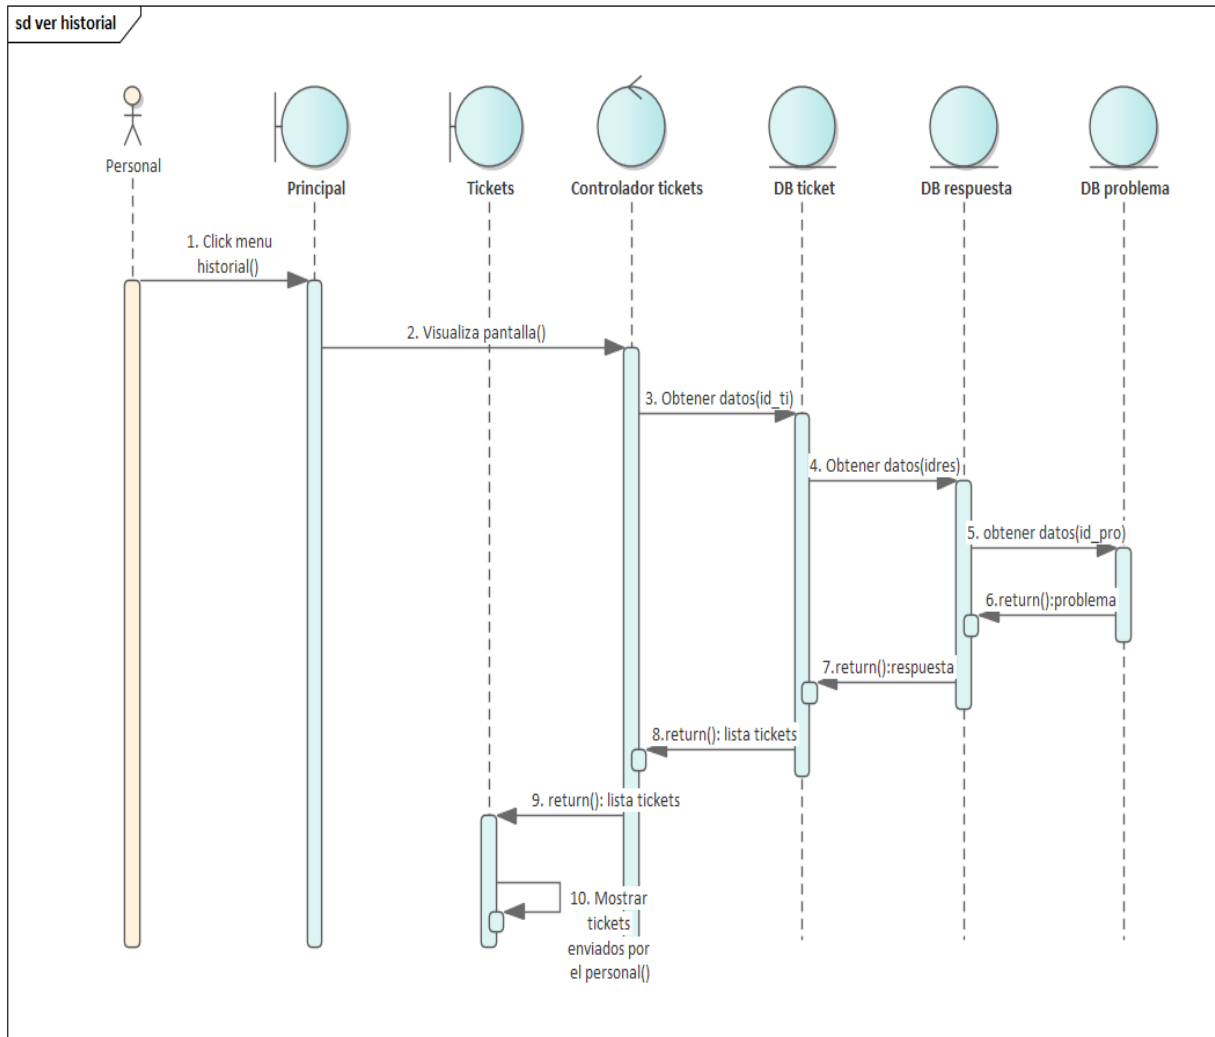 sd ver historial
Personal
Principal
Tickets
Controlador tickets
DB ticket
DB respuesta
DB problema
1. Click menu
historial()
2. Visualiza pantalla()
3. Obtener datos(id_ti)
4. Obtener datos(idres)
5. obtener datos(id_pro)
6.return():problema
7.return():respuesta
8.return(): lista tickets
9. return(): lista tickets
10. Mostrar
tickets
enviados por
el personal()